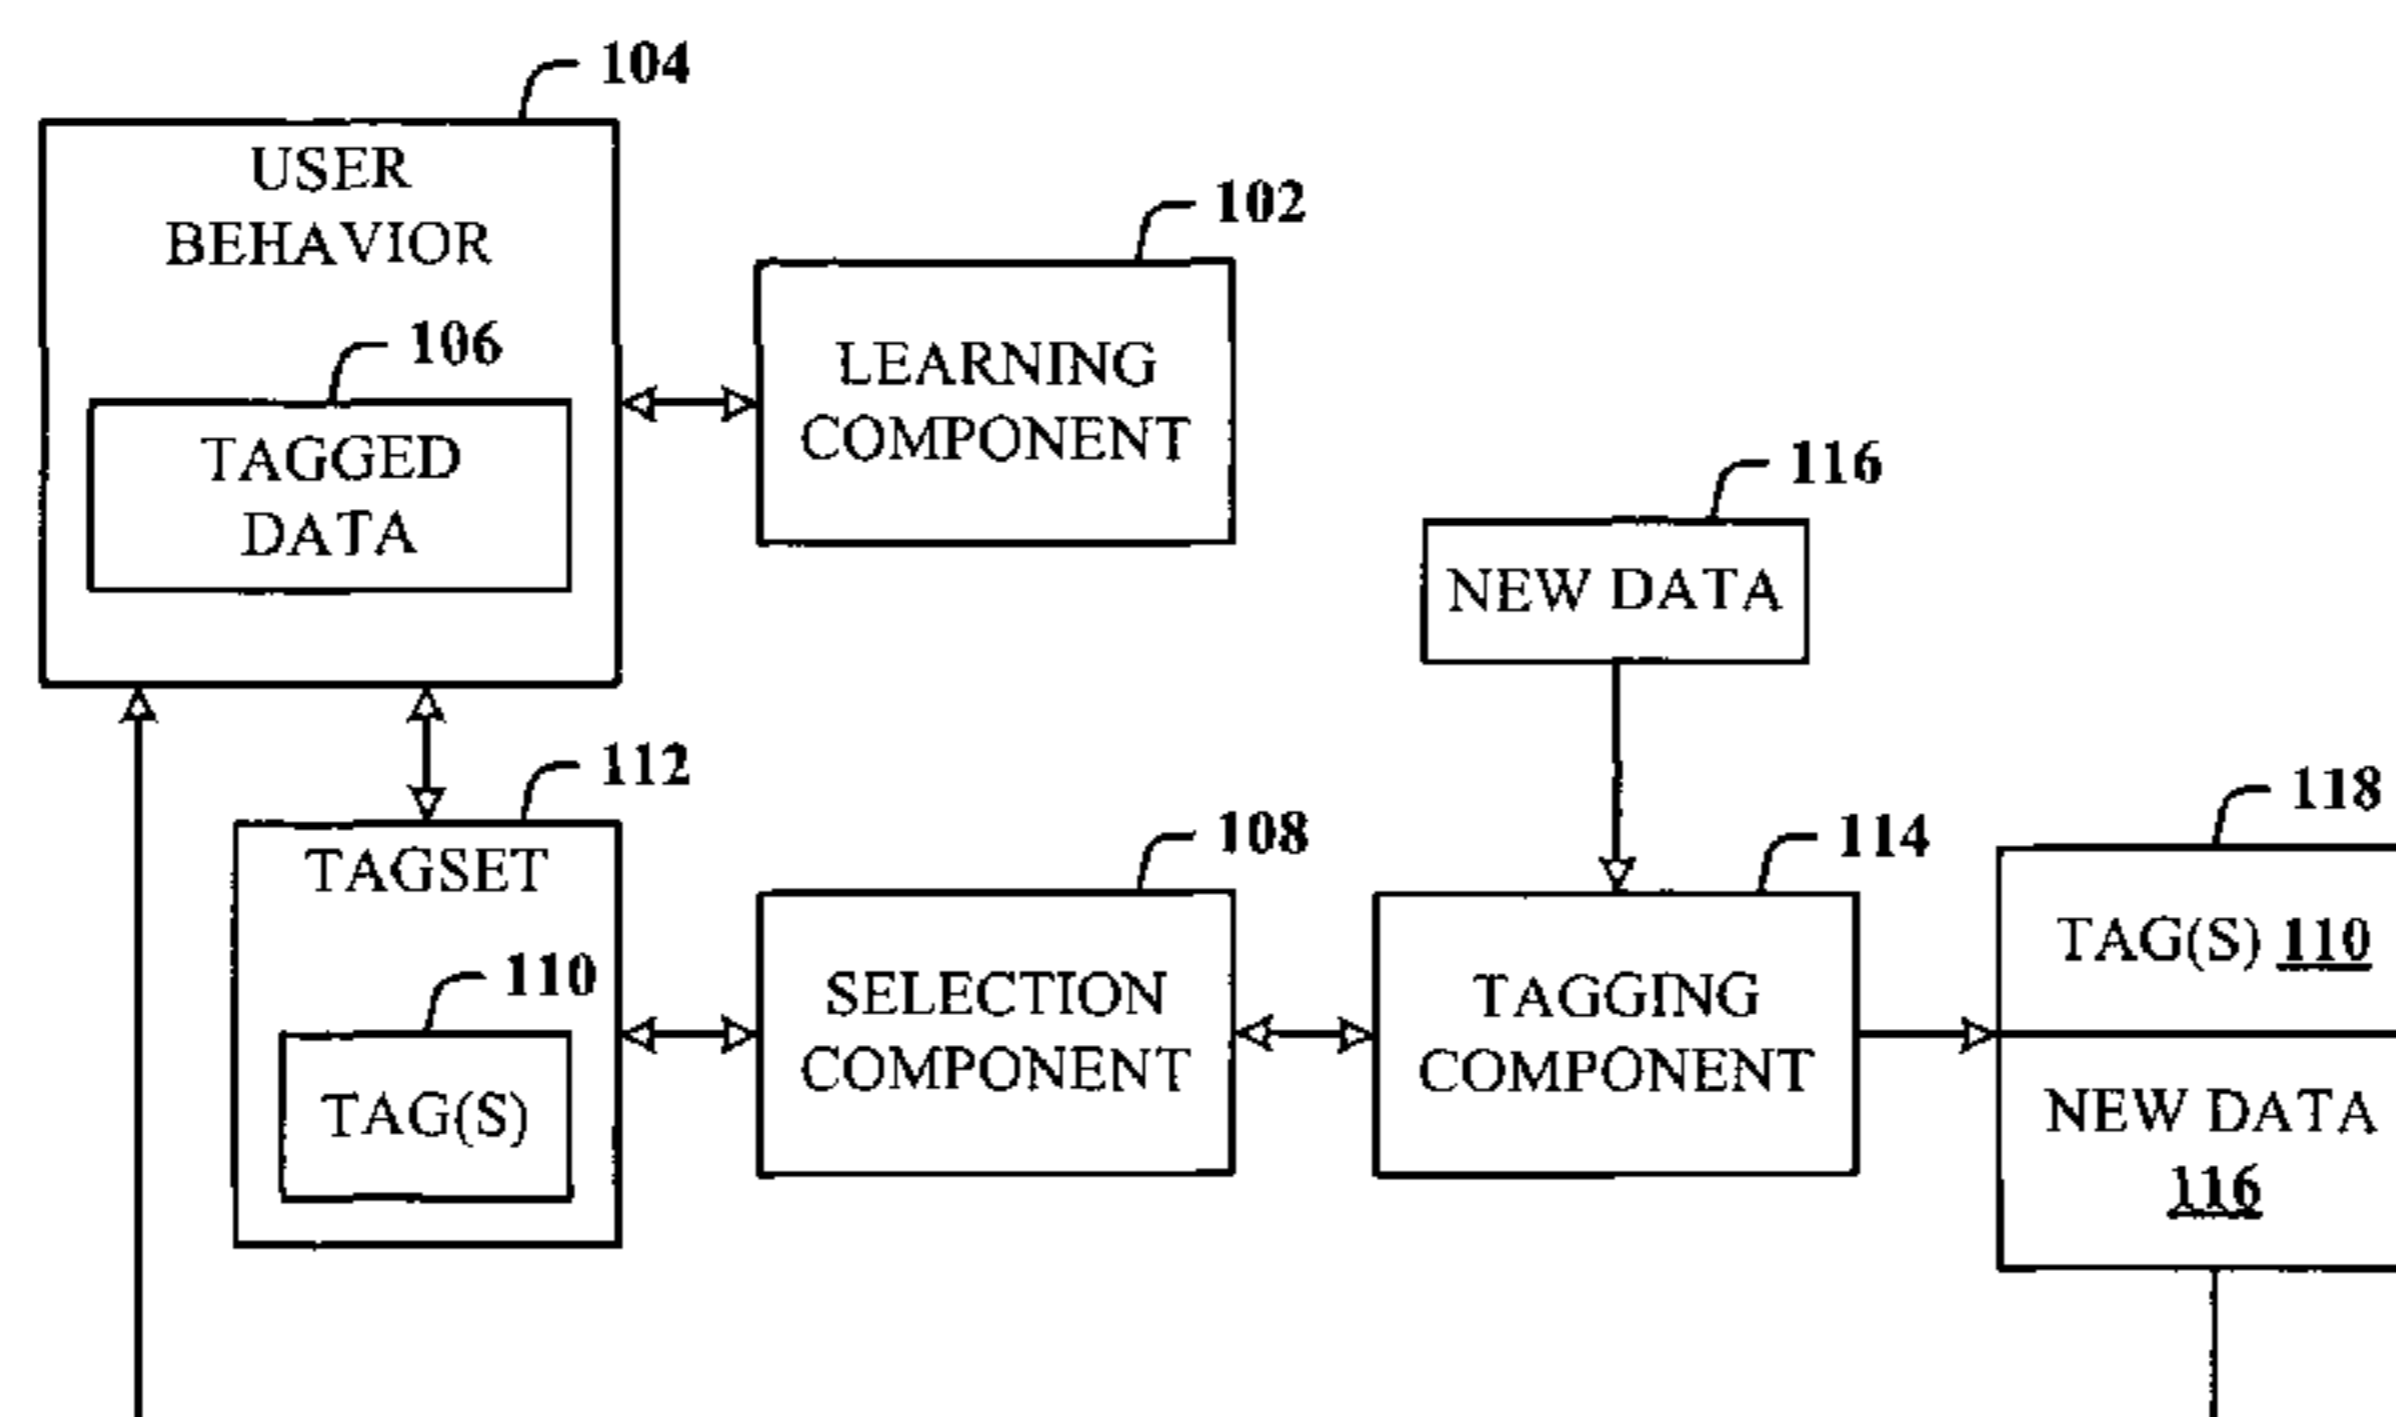 104
USER
BEHAVIOR
106
TAGGED
DATA
102
LEARNING
COMPONENT
116
NEW DATA
112
TAGSET
110
TAG(S)
108
SELECTION
COMPONENT
114
TAGGING
COMPONENT
118
TAG(S) 110
NEW DATA
116